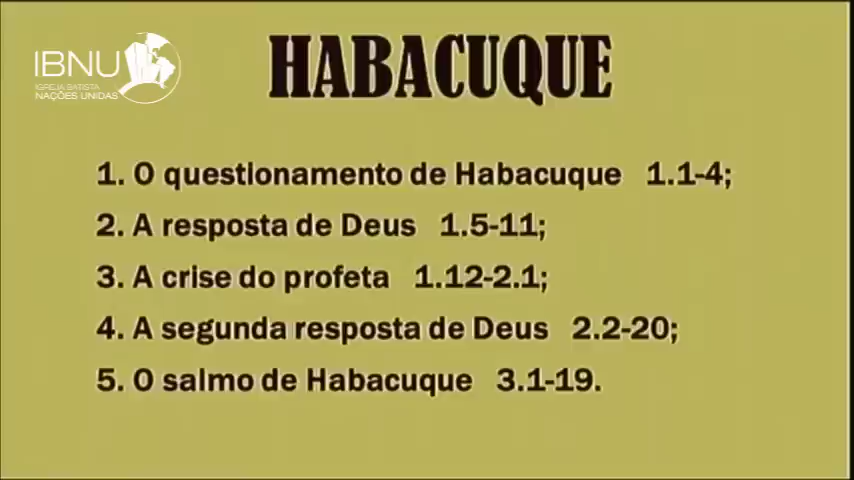 HABACUQUE
IBNU
IGREJA BATISTA
NAÇÕES UNIDAS
1. O questionamento de Habacuque 1.1-4;
2. A resposta de Deus 1.5-11;
3. A crise do profeta 1.12-2.1;
4. A segunda resposta de Deus 2.2-20;
5. O salmo de Habacuque 3.1-19.